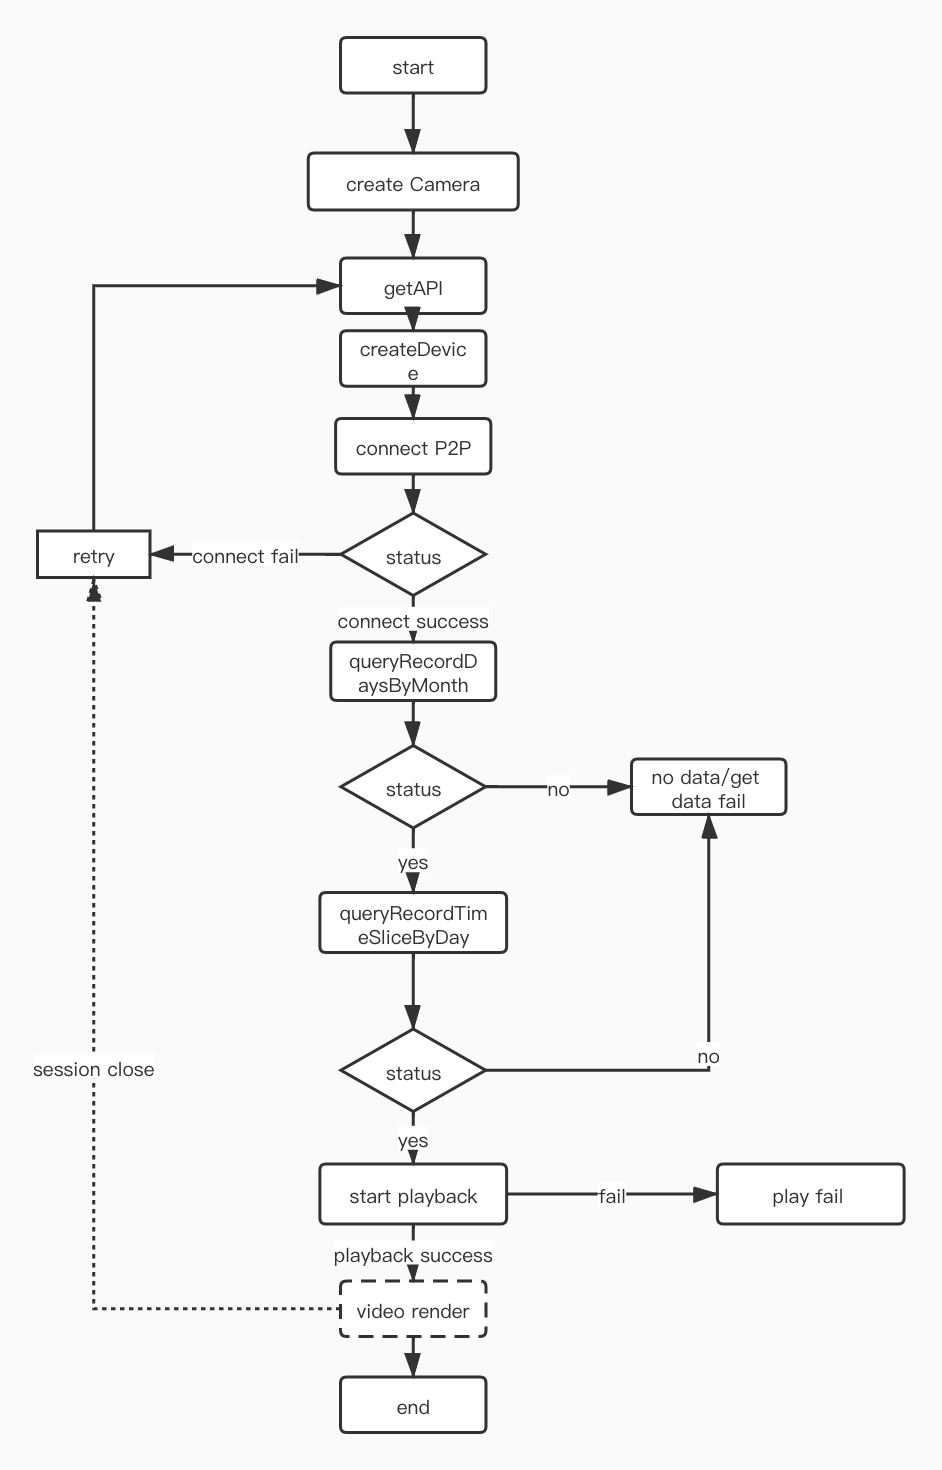 start
create Camera
getAPI
createDevic
e
connect P2P
retry
connect fail
status
connect success
queryRecordD
aysByMonth
status
no
no data/get
data fail
yes
queryRecordTim
eSliceByDay
session close
status
no
yes
start playback
fail
play fail
playback success
video render
end